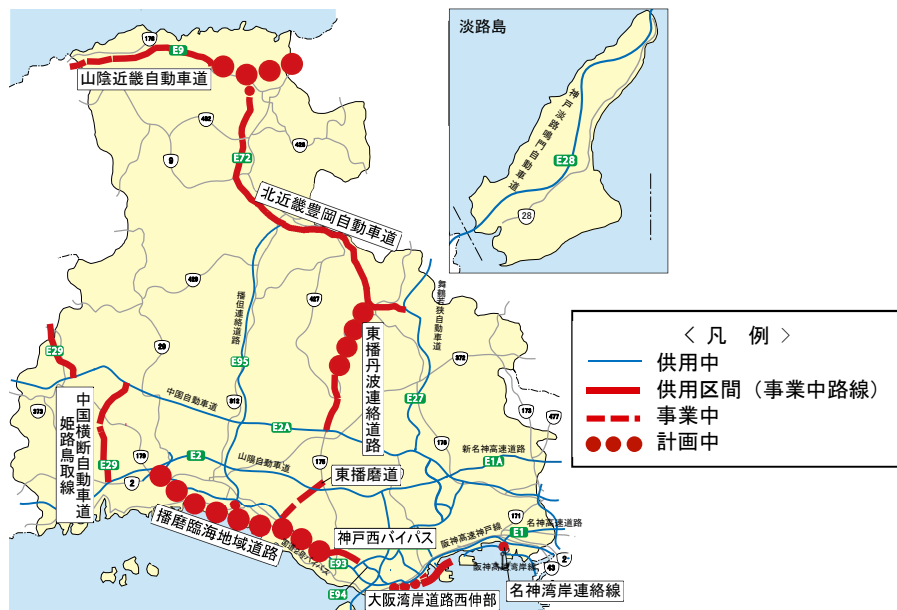 淡路島
神戸淡路鳴門自動車道
E28
28
178
E9
山陰近畿自動車道
482
426
9
E72
北近畿豊岡自動車道
429
427
播但連絡道路
舞鶴若狭自動車道
東播丹波連絡道路
E29
29
E95
372
中国自動車道
373
312
E27
173
477
中国横断自動車道
姫路鳥取線
E2A
176
新名神高速道路
E1A
E29
179
E2
山陽自動車道
175
東播磨道
2
播磨臨海地域道路
神戸西バイパス
E93
E94
171
名神高速道路
E1
阪神高速神戸線
阪神高速湾岸線
2
43
大阪湾岸道路西伸部
名神湾岸連絡線
＜凡 例＞
供用中
供用区間（事業中路線）
事業中
計画中